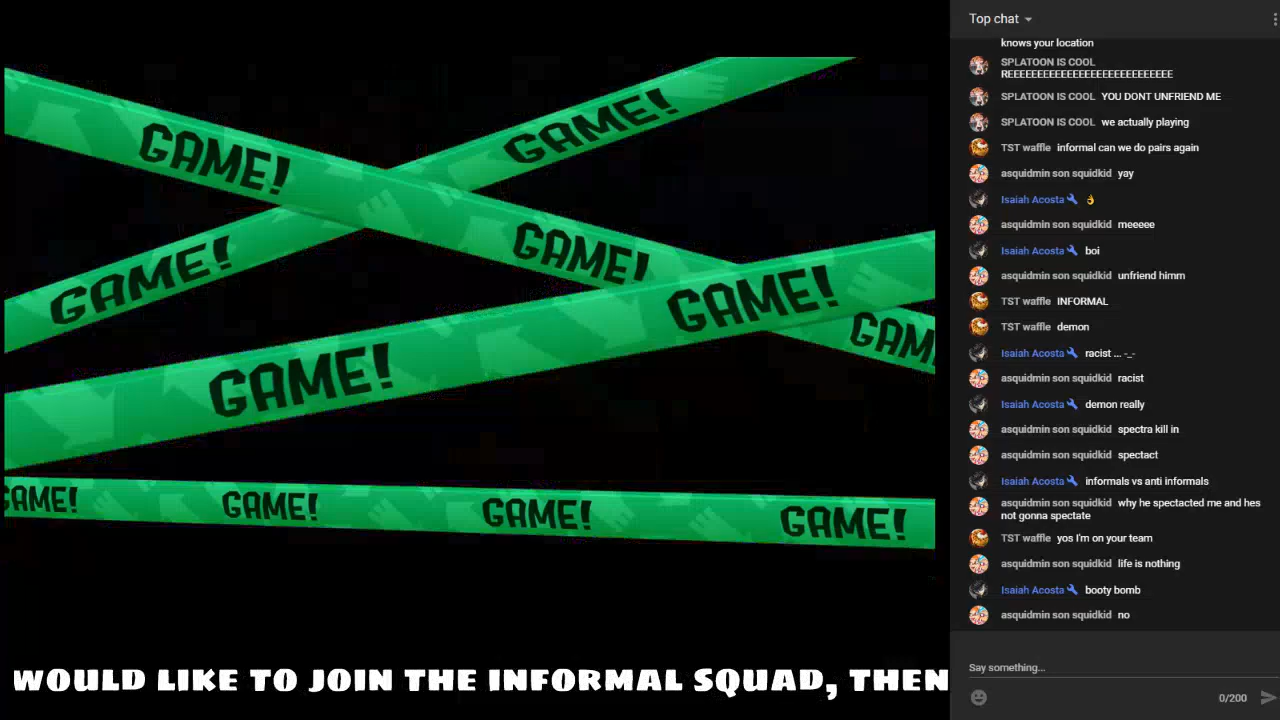 GAME! GAME!
GAME! GAME!
GAME! GAME! GAM
GAME! GAME!
GAME! GAME! GAME! GAME!
WOULD LIKE TO JOIN THE INFORMAL SQUAD, THEN
Top chat
knows your location
SPLATOON IS COOL
REEEEEEEEEEEEEEEEEEEEEEEEEEE
SPLATOON IS COOL YOU DONT UNFRIEND ME
SPLATOON IS COOL we actually playing
TST waffle informal can we do pairs again
asquidmin son squidkid yay
Isaiah Acosta 👌
asquidmin son squidkid meeeee
Isaiah Acosta boi
asquidmin son squidkid unfriend himm
TST waffle INFORMAL
TST waffle demon
Isaiah Acosta racist ... -_-
asquidmin son squidkid racist
Isaiah Acosta demon really
asquidmin son squidkid spectra kill in
asquidmin son squidkid spectact
Isaiah Acosta informals vs anti informals
asquidmin son squidkid why he spectacted me and hes
not gonna spectate
TST waffle yos I'm on your team
asquidmin son squidkid life is nothing
Isaiah Acosta booty bomb
asquidmin son squidkid no
Say something...
0/200